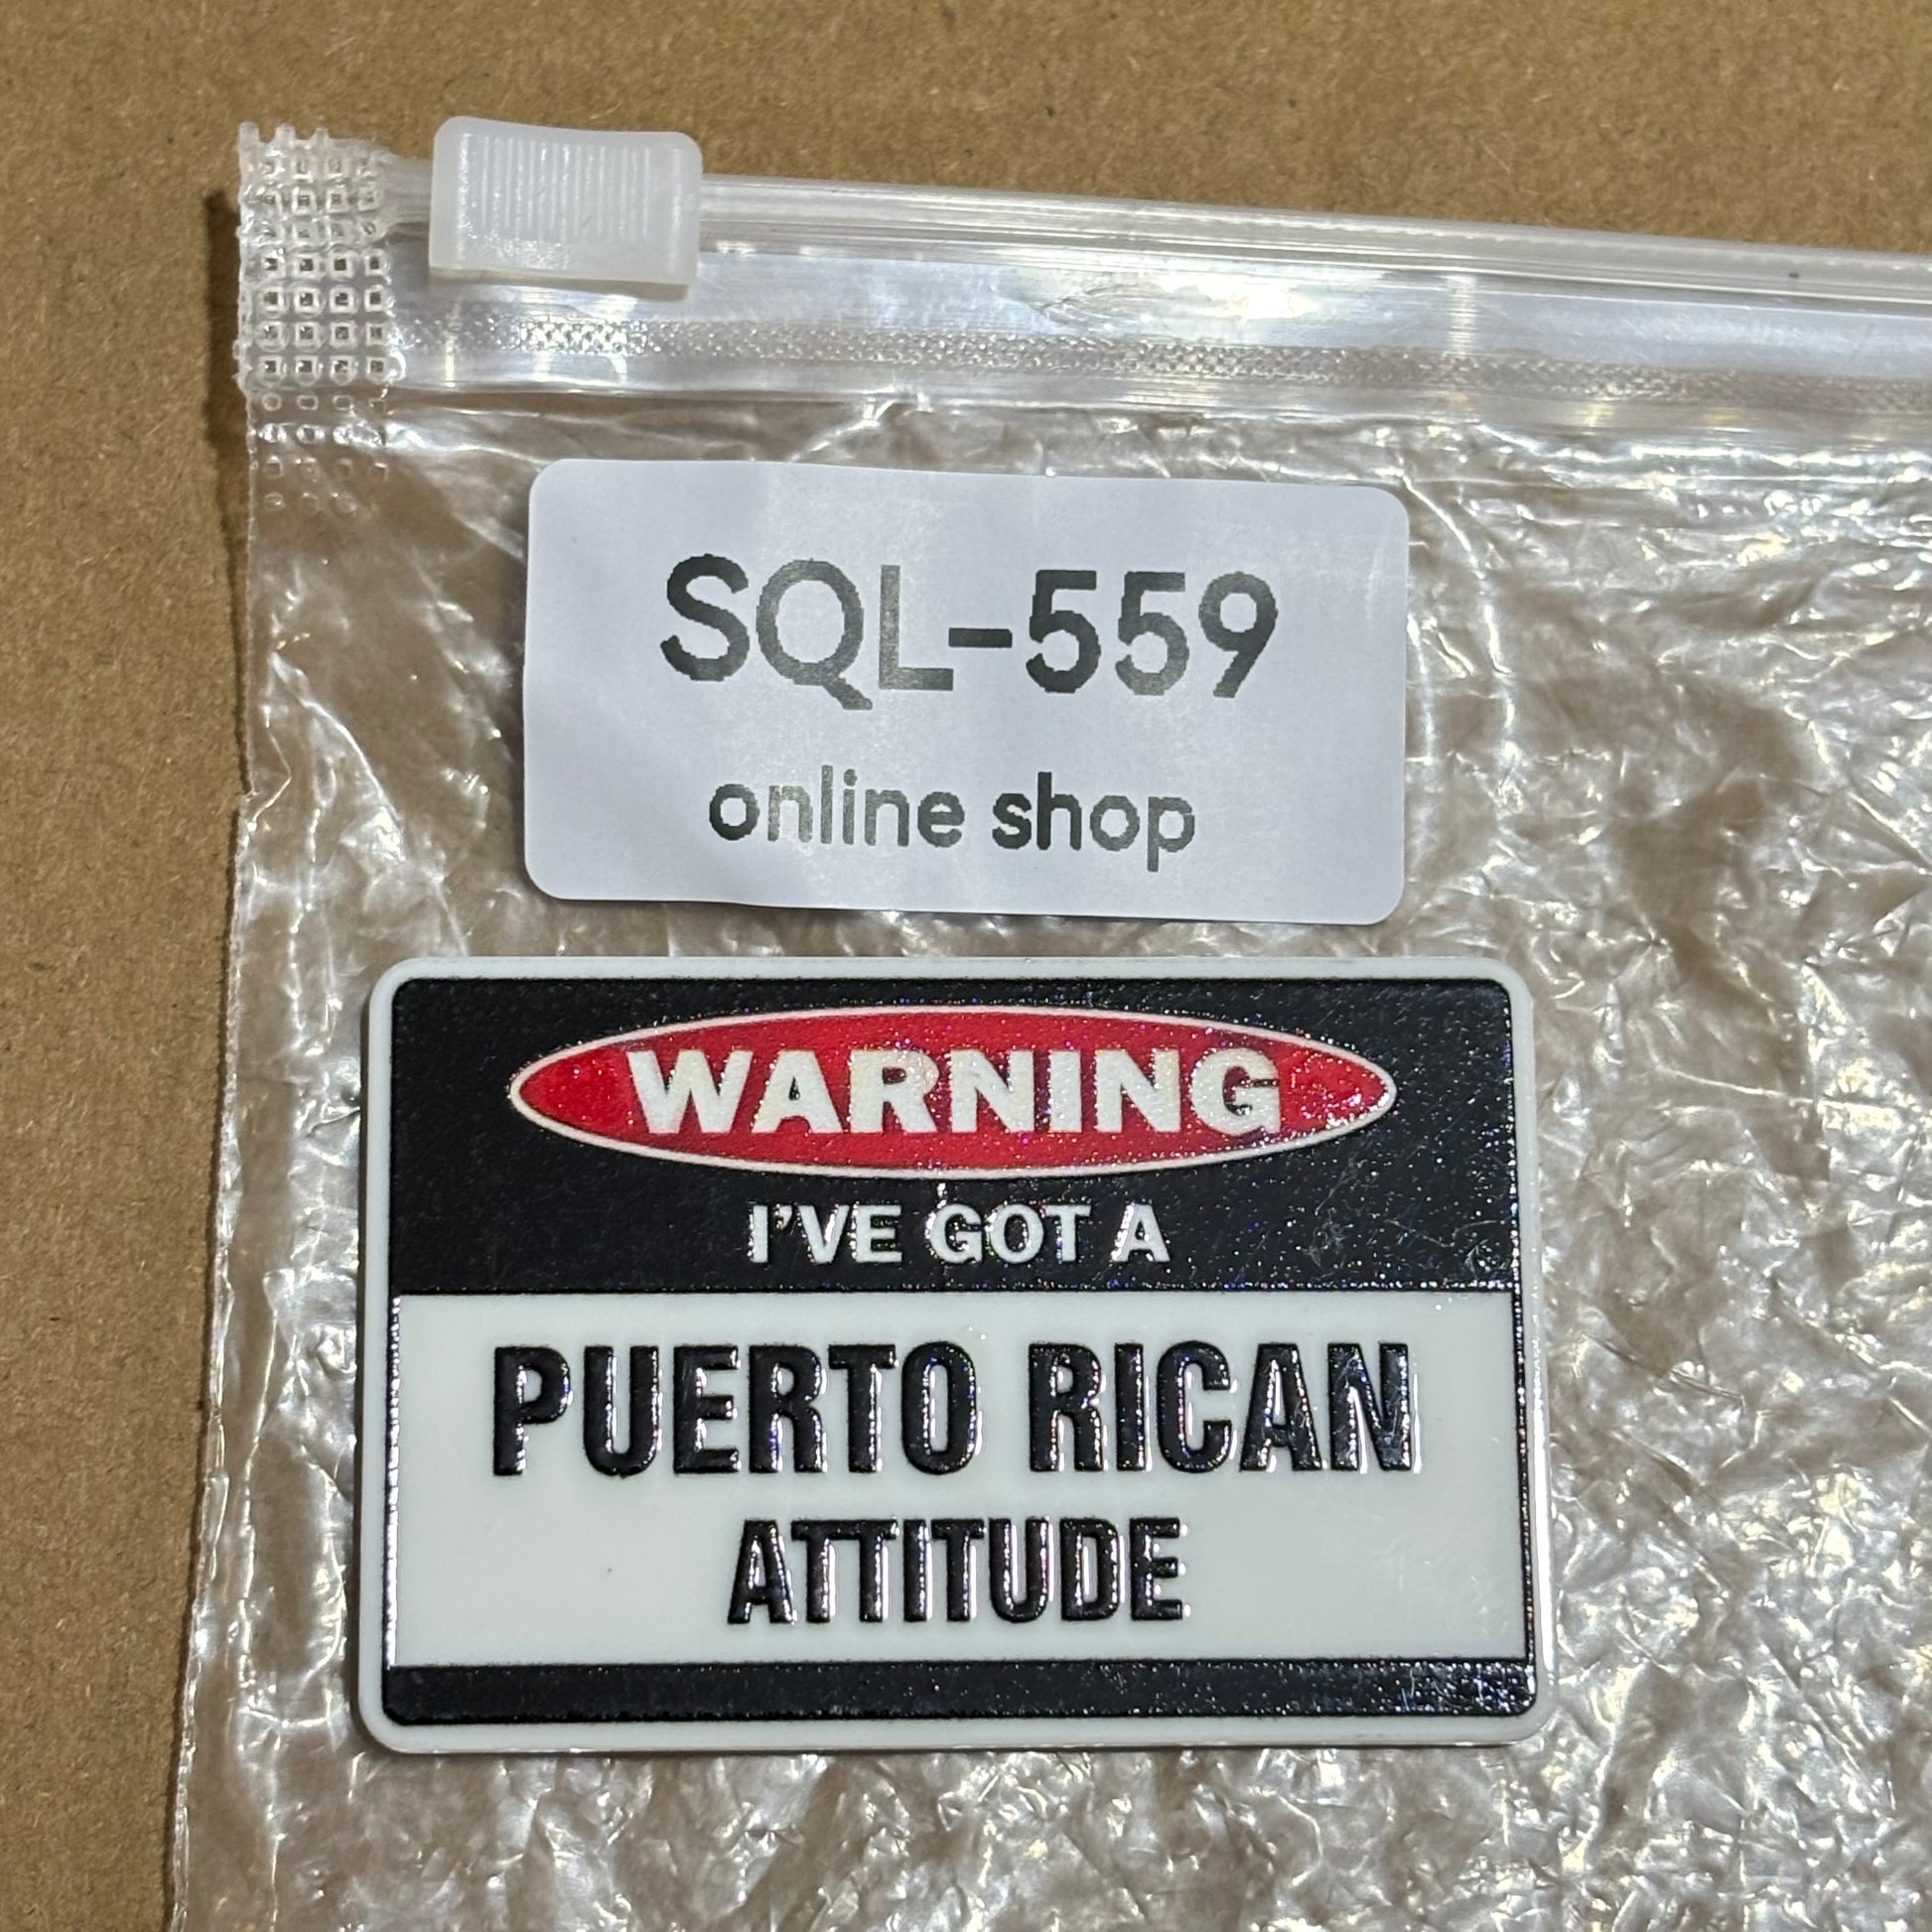 SQL-559
online shop
WARNING
I'VE GOT A
PUERTO RICAN
ATTITUDE